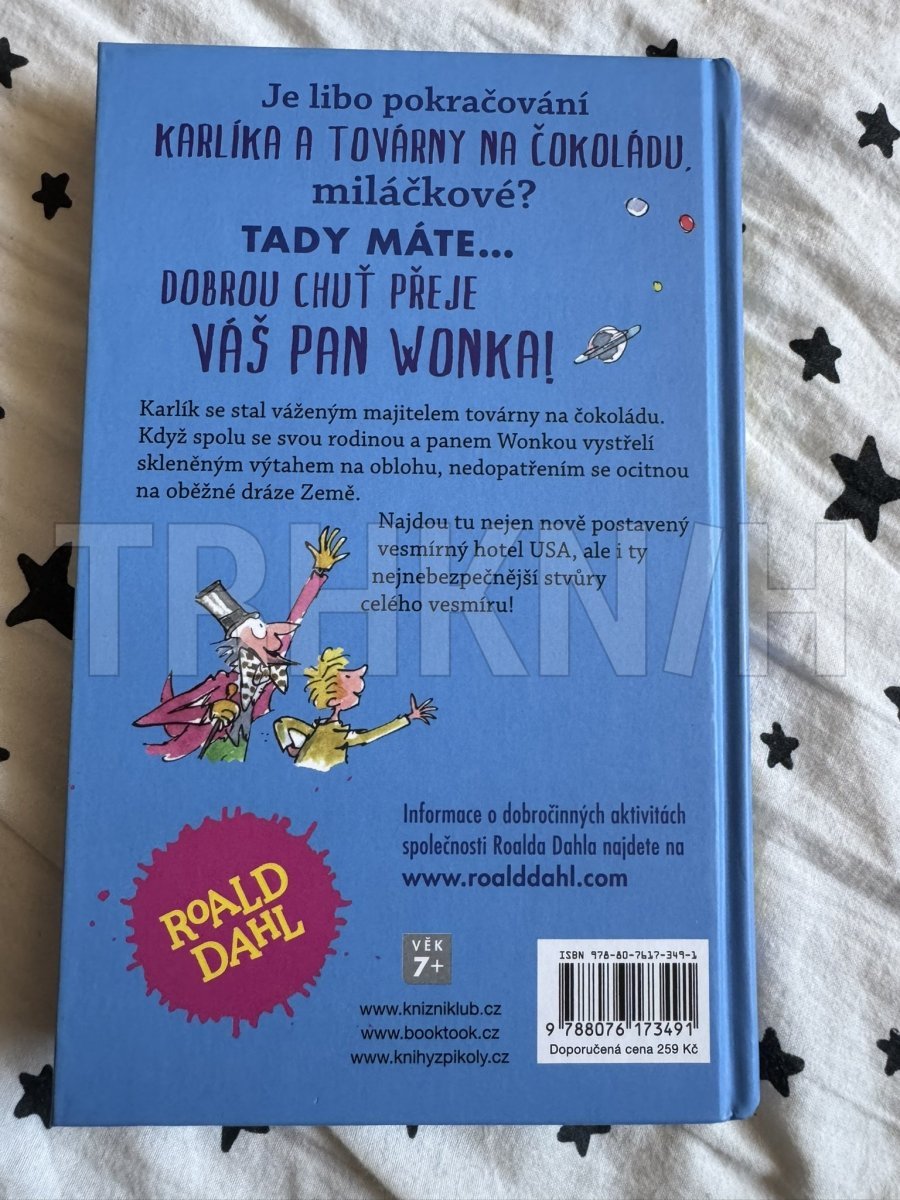 Je libo pokračování
KARLÍKA A TOVÁRNY NA ČOKOLÁDU,
miláčkové?
TADY MÁTE...
DOBROU CHUŤ PŘEJE
VÁŠ PAN WONKA!
Karlík se stal váženým majitelem továrny na čokoládu.
Když spolu se svou rodinou a panem Wonkou vystřelí
skleněným výtahem na oblohu, nedopatřením se ocitnou
na oběžné dráze Země.
Najdou tu nejen nově postavený
vesmírný hotel USA, ale i ty
nejnebezpečnější stvůry
celého vesmíru!
TRHKNIH
Informace o dobročinných aktivitách
společnosti Roalda Dahla najdete na
www.roalddahl.com
ROALD
DAHL
VĚK
7+
www.knizniklub.cz
www.booktook.cz
www.knihyzpikoly.cz
ISBN 978-80-7617-349-1
9 788076 173491
Doporučená cena 259 Kč